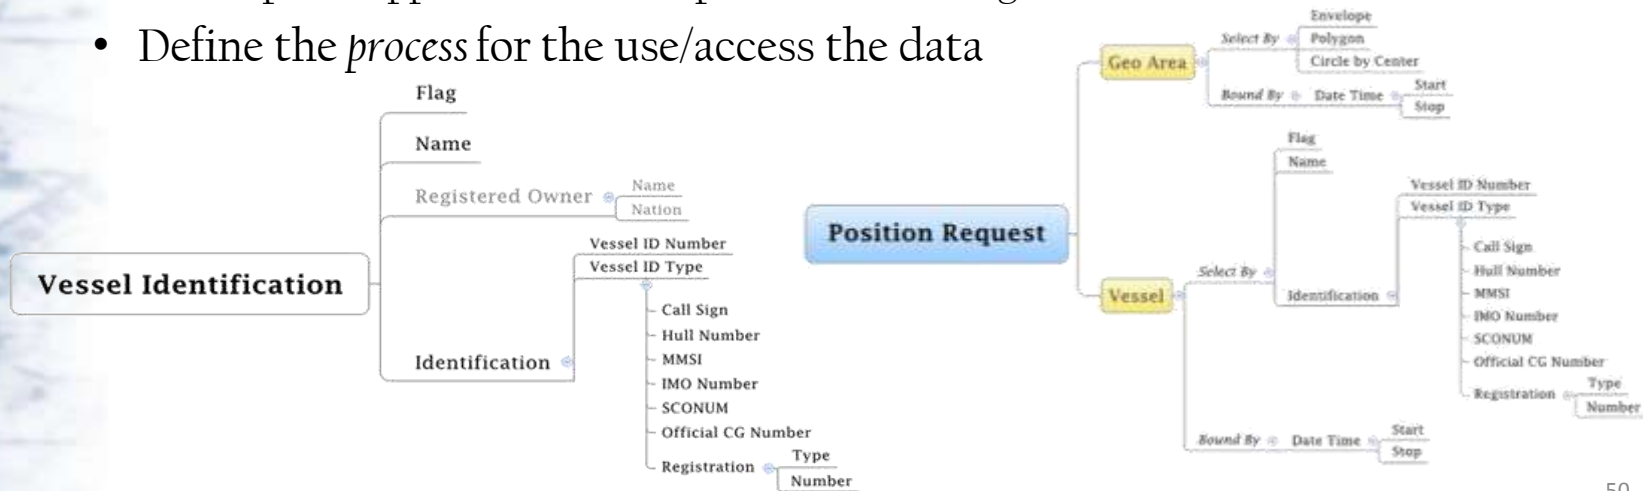 • Define the process for the use/access the data
Vessel Identification
Flag
Name
Registered Owner
Name
Nation
Identification
Vessel ID Number
Vessel ID Type
Call Sign
Hull Number
MMSI
IMO Number
SCONUM
Official CG Number
Registration
Type
Number
Position Request
Geo Area
Select By
Envelope
Polygon
Circle by Center
Bound By
Date Time
Start
Stop
Vessel
Select By
Flag
Name
Identification
Vessel ID Number
Vessel ID Type
Call Sign
Hull Number
MMSI
IMO Number
SCONUM
Official CG Number
Registration
Type
Number
Bound By
Date Time
Start
Stop